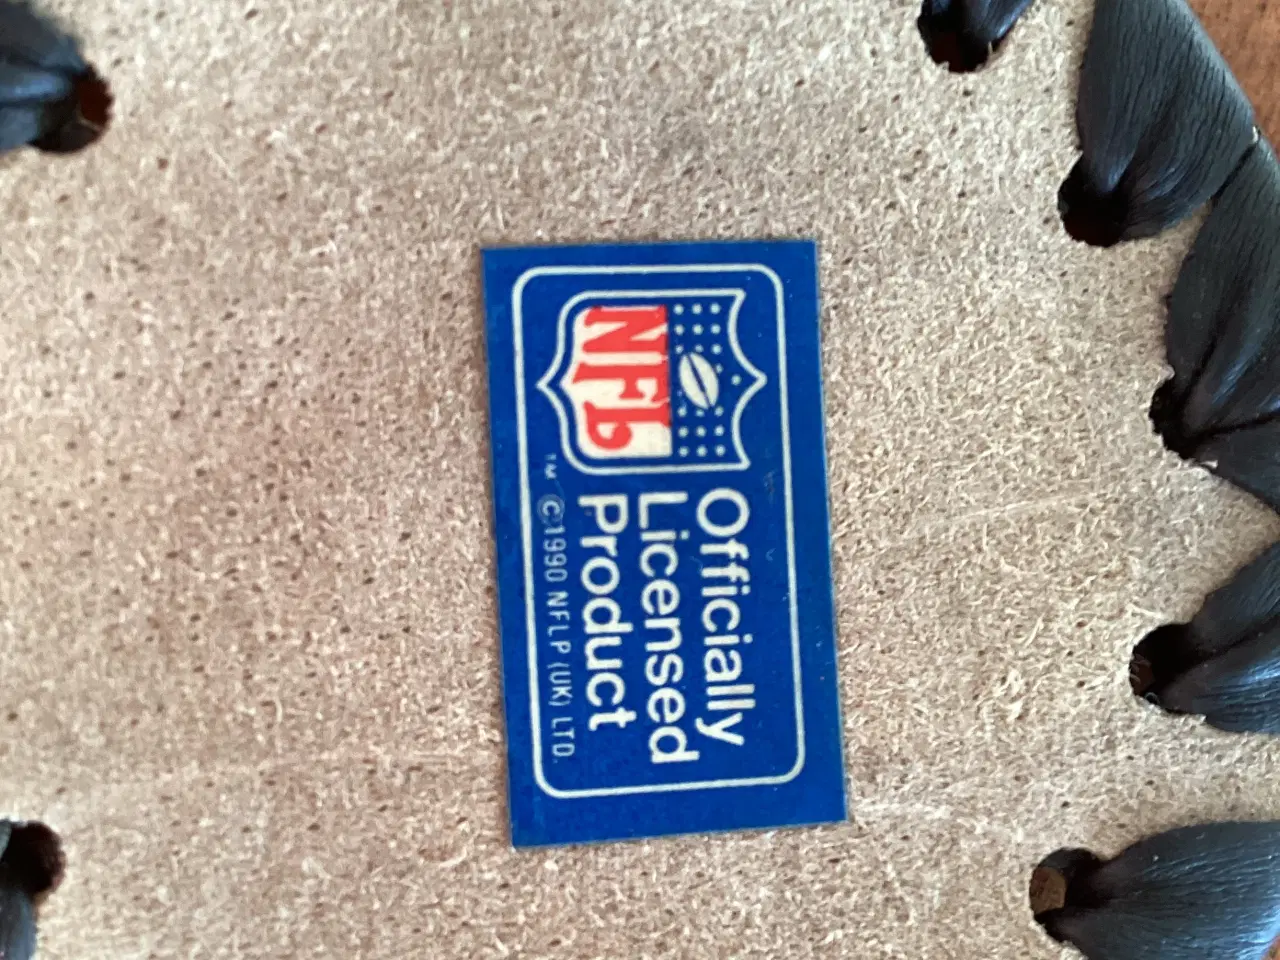 NFL
Officially
Licensed
Product
™ ©1990 NFLP (UK) LTD.